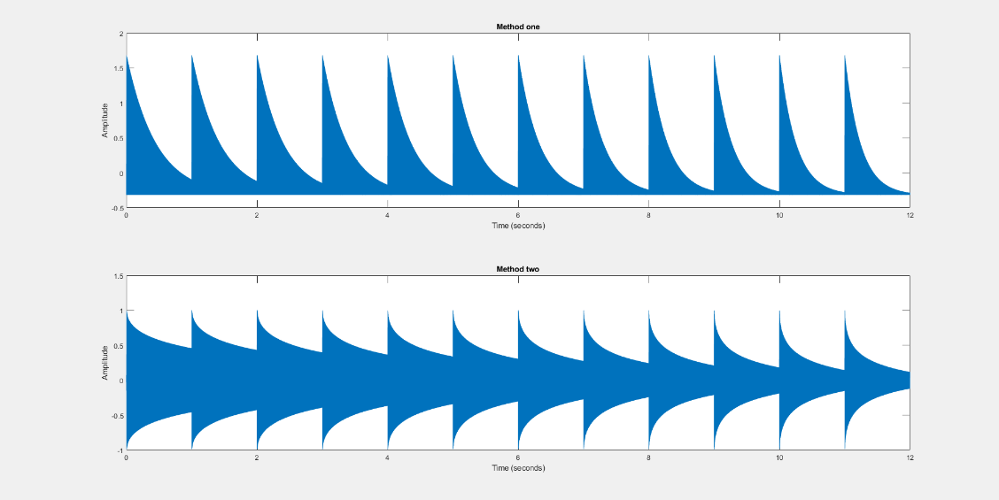 Method one
2
1.5
1
0.5
0
-0.5
Amplitude
0 2 4 6 8 10 12
Time (seconds)
Method two
1.5
1
0.5
0
-0.5
-1
Amplitude
0 2 4 6 8 10 12
Time (seconds)